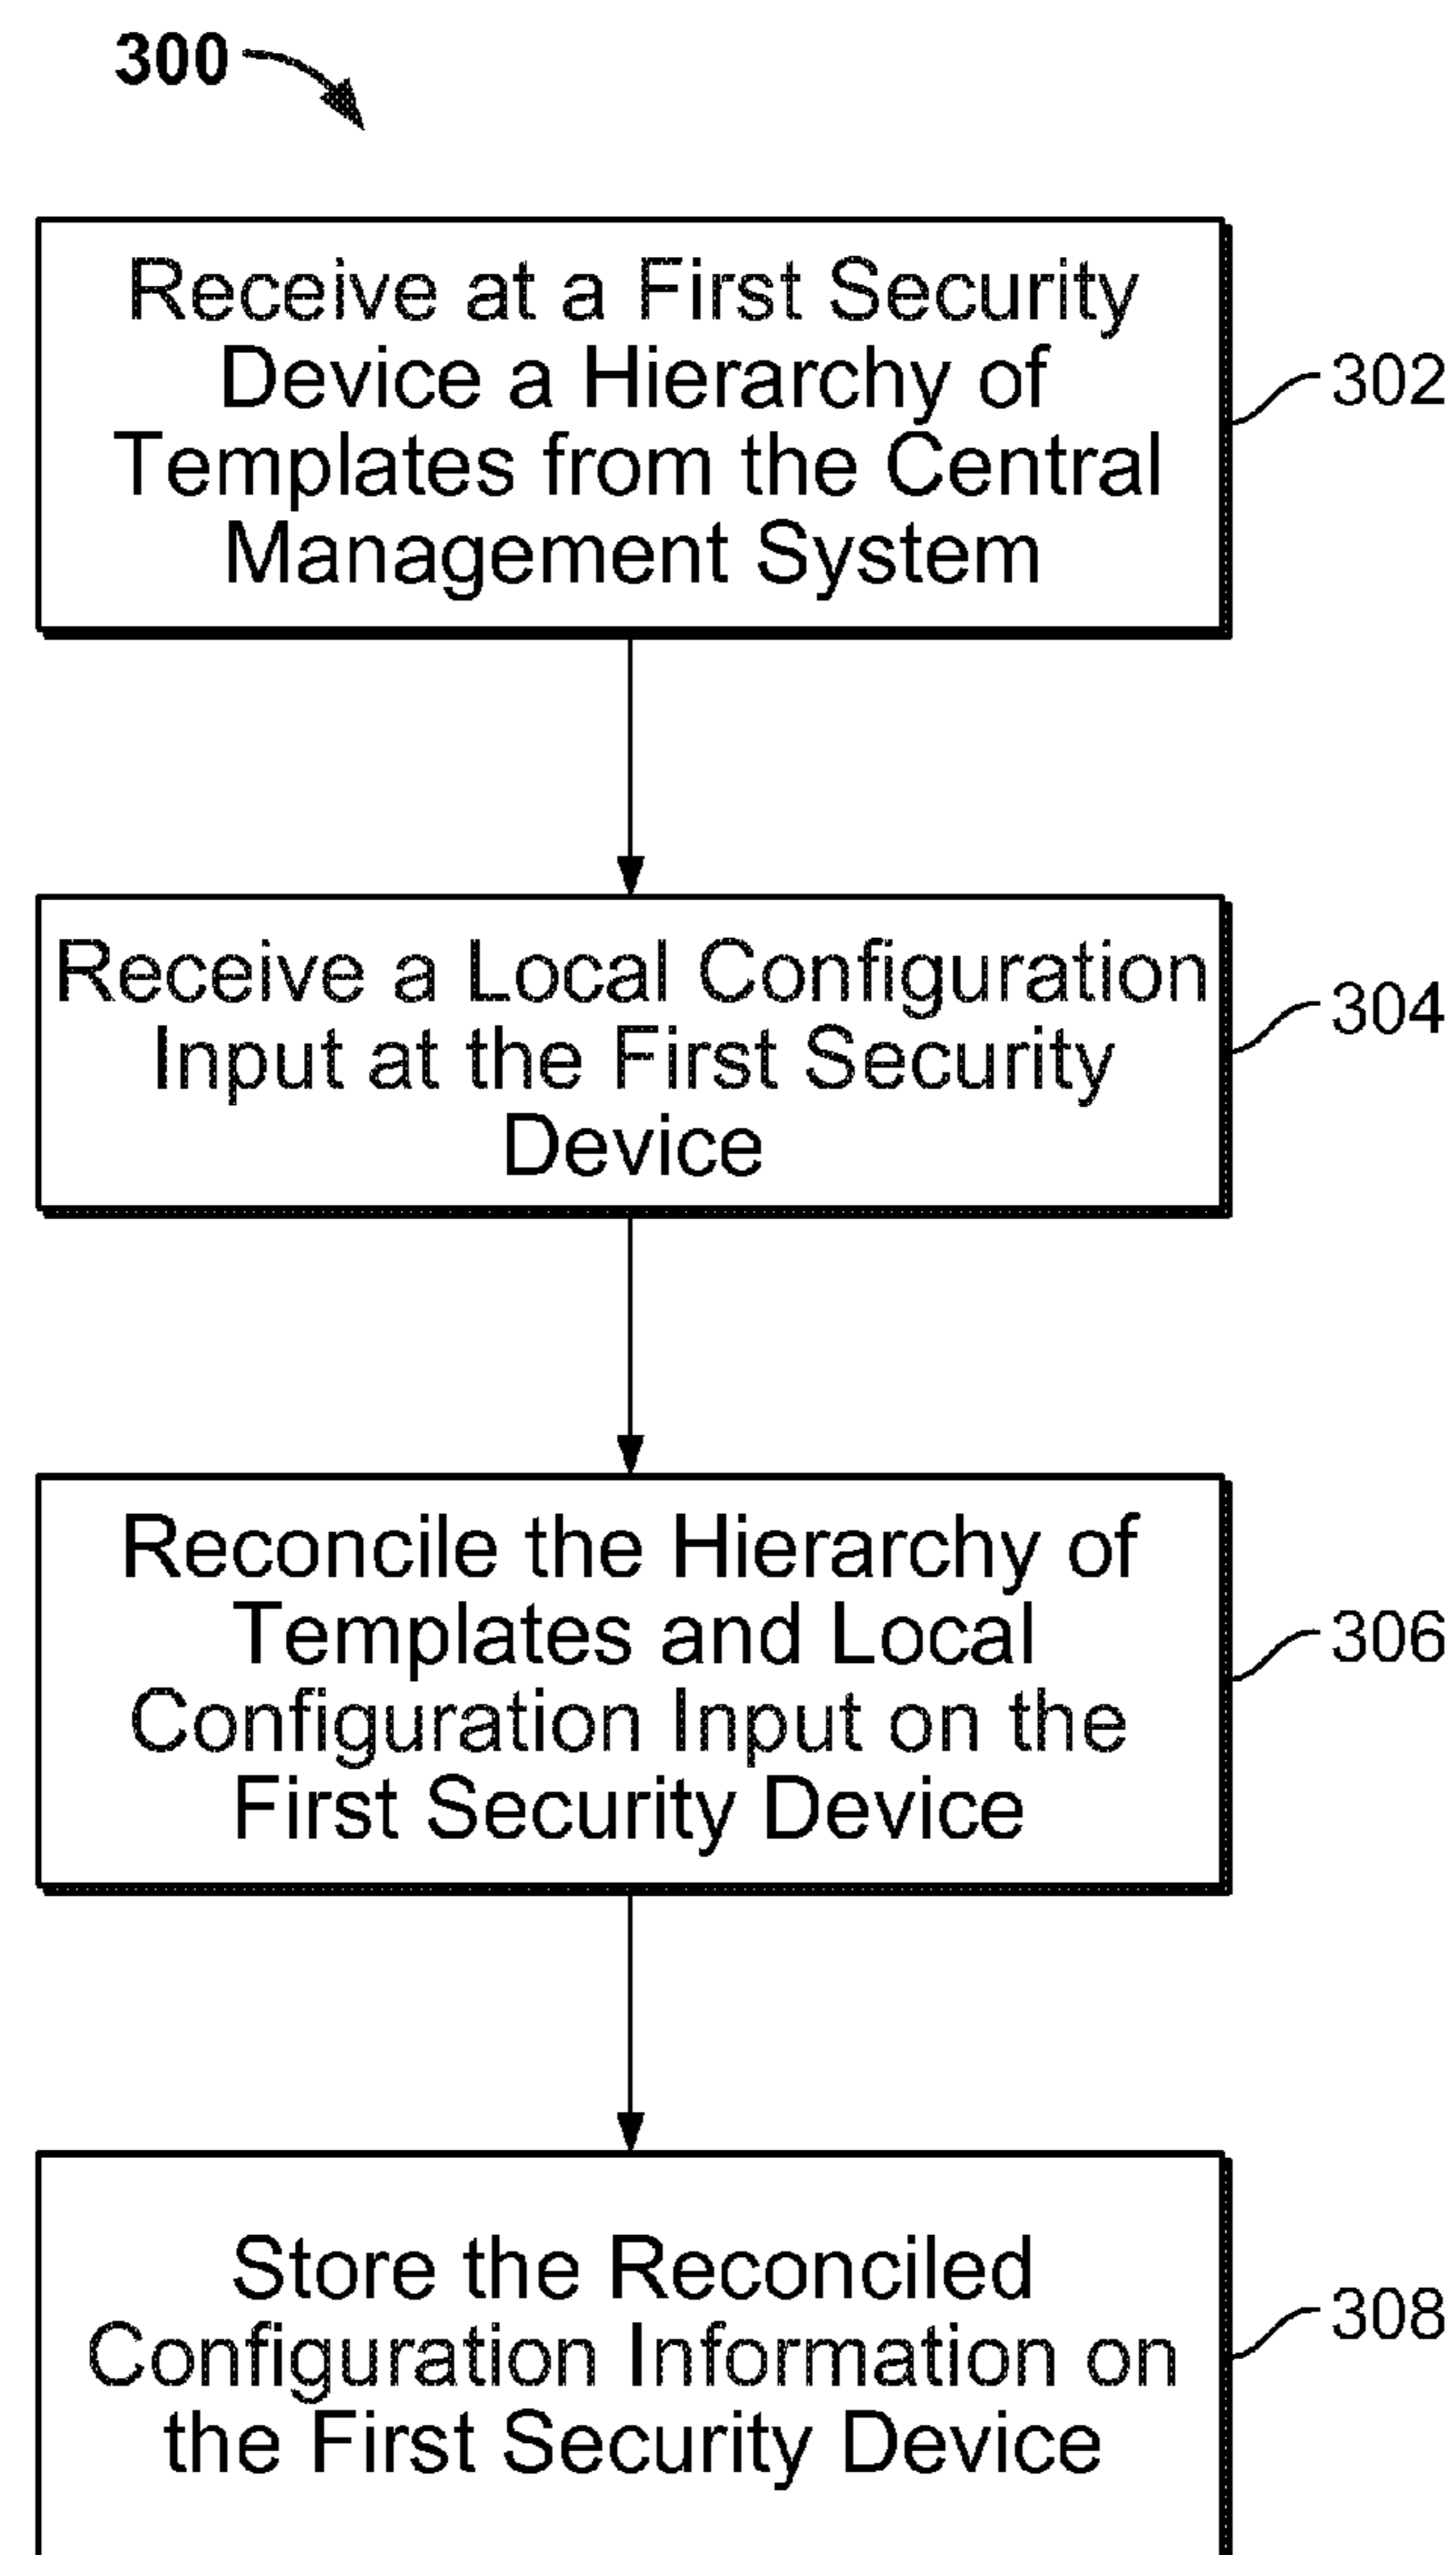 300
Receive at a First Security
Device a Hierarchy of
Templates from the Central
Management System
302
Receive a Local Configuration
Input at the First Security
Device
304
Reconcile the Hierarchy of
Templates and Local
Configuration Input on the
First Security Device
306
Store the Reconciled
Configuration Information on
the First Security Device
308